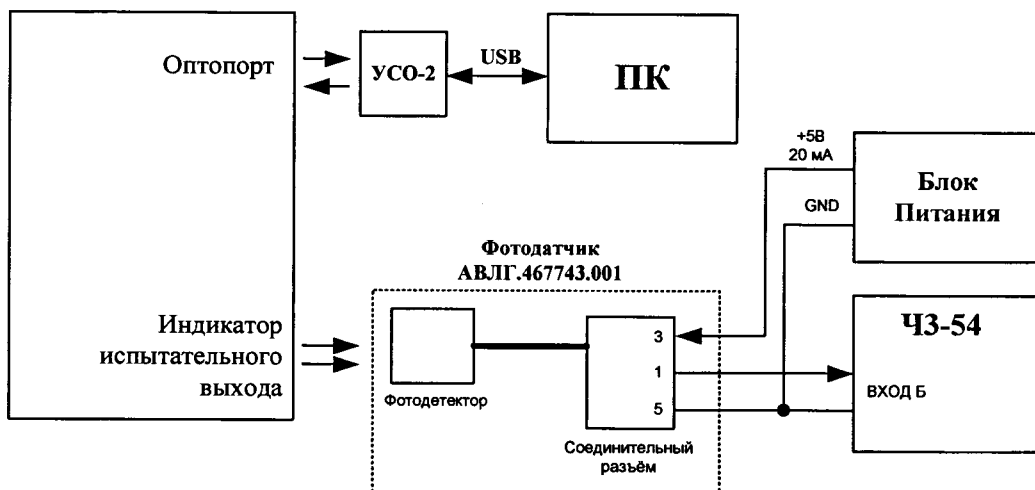 Оптопорт
УСО-2
USB
ПК
+5В
20 мА
GND
Блок
Питания
Фотодатчик
АВЛГ.467743.001
Индикатор
испытательного
выхода
Фотодетектор
3
1
5
Соединительный
разъём
ЧЗ-54
ВХОД Б